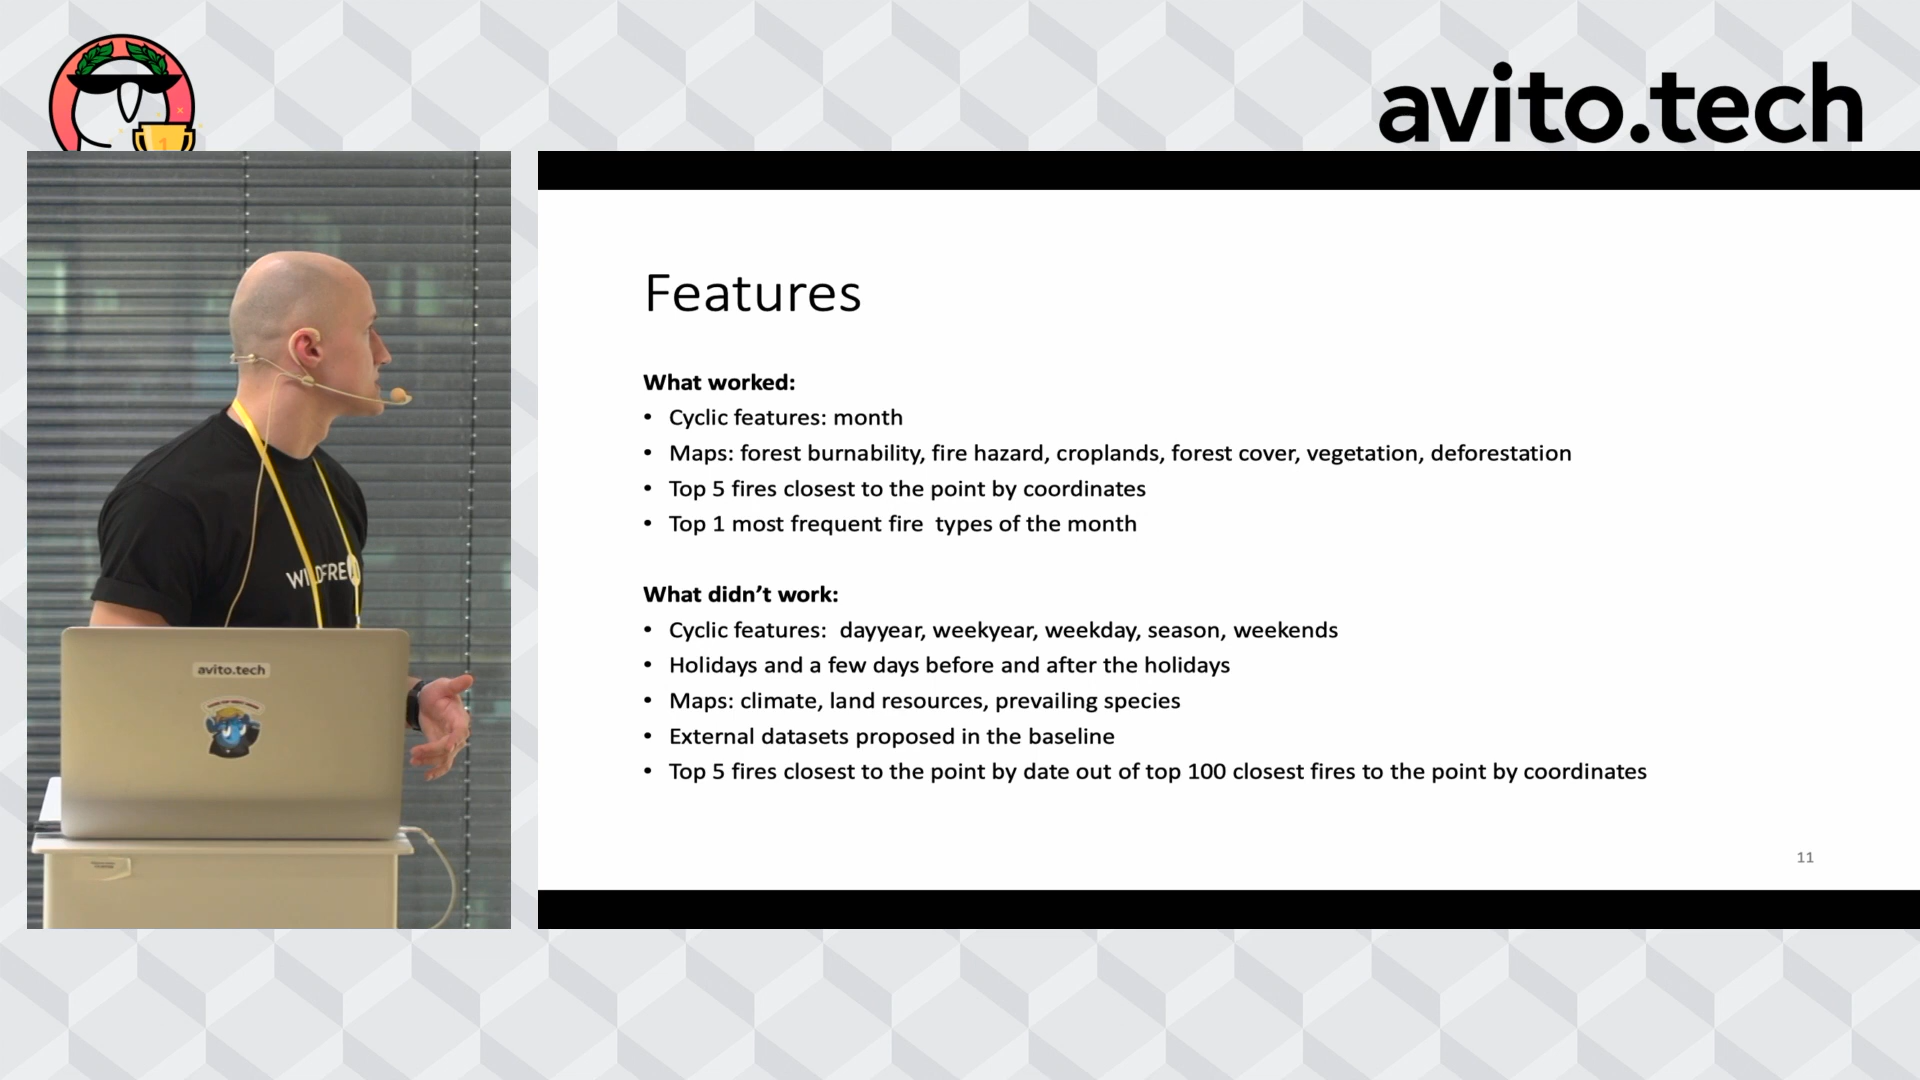 avito.tech
1
Features
What worked:
• Cyclic features: month
• Maps: forest burnability, fire hazard, croplands, forest cover, vegetation, deforestation
• Top 5 fires closest to the point by coordinates
• Top 1 most frequent fire  types of the month
What didn’t work:
• Cyclic features:  dayyear, weekyear, weekday, season, weekends
• Holidays and a few days before and after the holidays
• Maps: climate, land resources, prevailing species
• External datasets proposed in the baseline
• Top 5 fires closest to the point by date out of top 100 closest fires to the point by coordinates
11
avito.tech